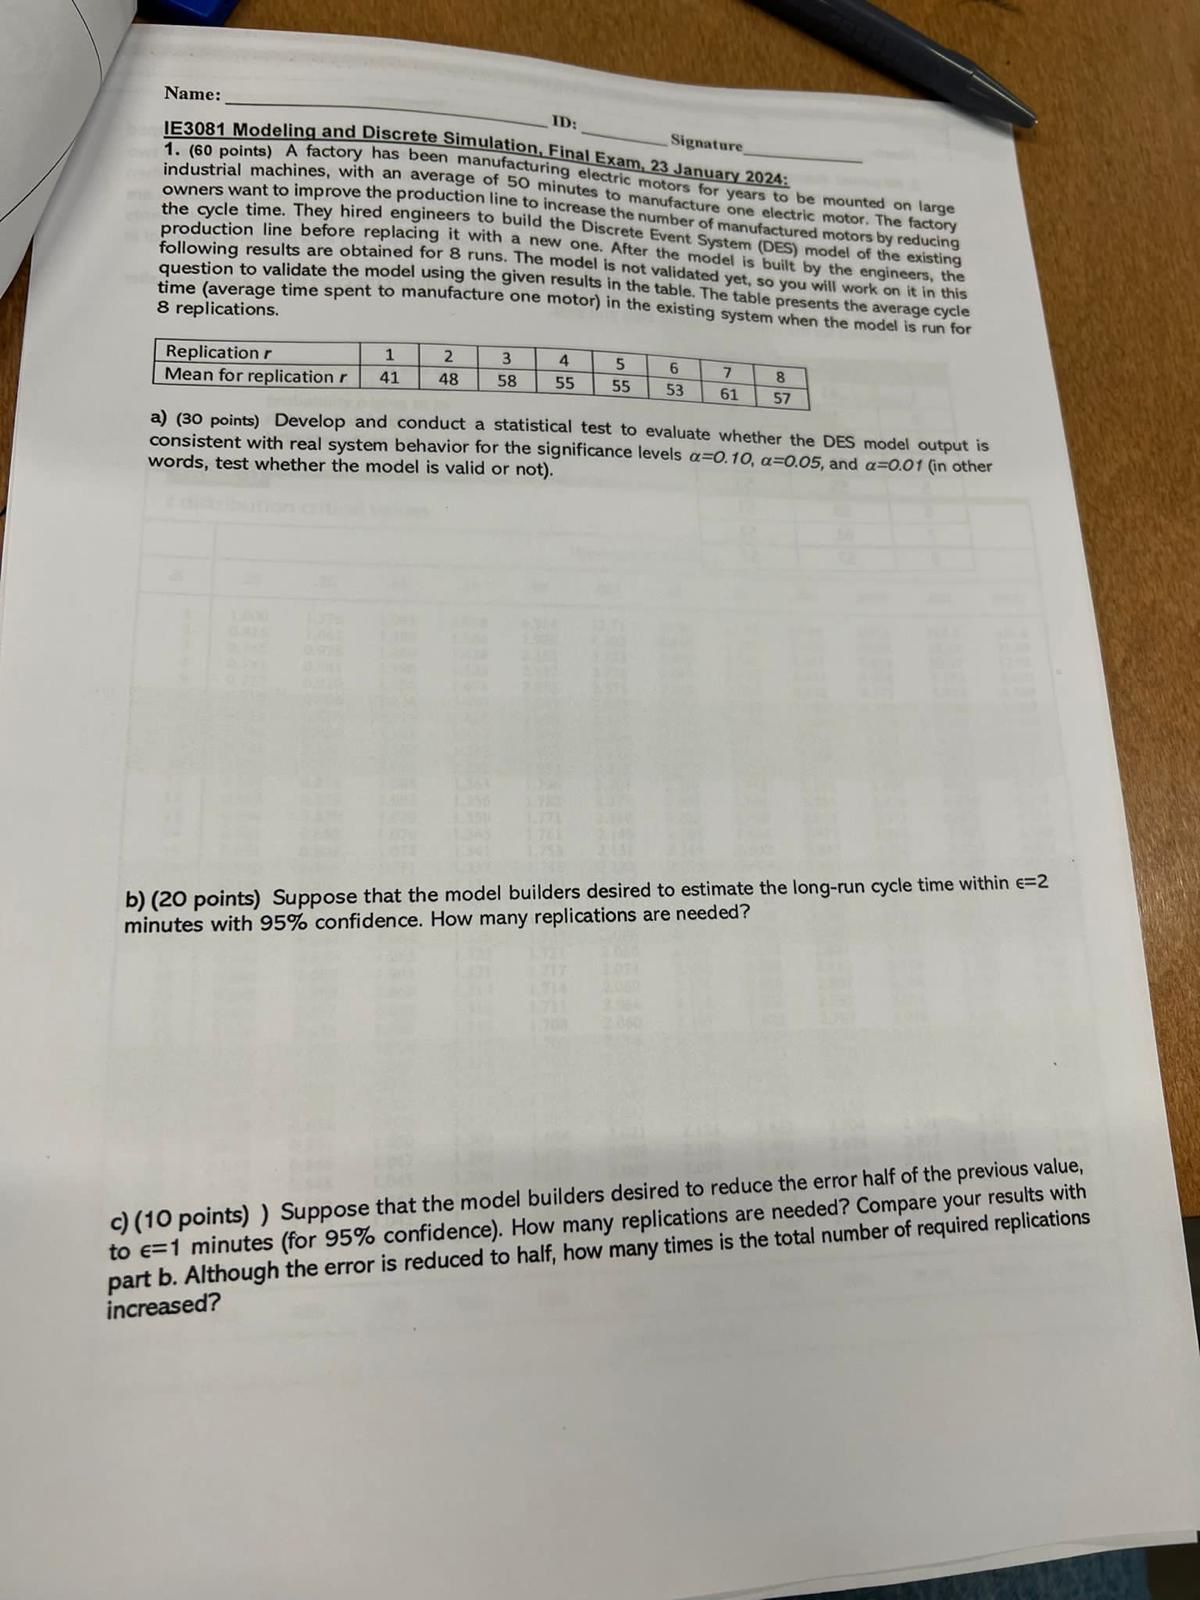 Name:
ID:
Signature
IE3081 Modeling and Discrete Simulation, Final Exam, 23 January 2024:
1. (60 points) A factory has been manufacturing electric motors for years to be mounted on large
industrial machines, with an average of 50 minutes to manufacture one electric motor. The factory
owners want to improve the production line to increase the number of manufactured motors by reducing
the cycle time. They hired engineers to build the Discrete Event System (DES) model of the existing
production line before replacing it with a new one. After the model is built by the engineers, the
following results are obtained for 8 runs. The model is not validated yet, so you will work on it in this
question to validate the model using the given results in the table. The table presents the average cycle
time (average time spent to manufacture one motor) in the existing system when the model is run for
8 replications.
Replication r 1 2 3 4 5 6 7 8
Mean for replication r 41 48 58 55 55 53 61 57
a) (30 points) Develop and conduct a statistical test to evaluate whether the DES model output is
consistent with real system behavior for the significance levels α=0.10, α=0.05, and α=0.01 (in other
words, test whether the model is valid or not).
b) (20 points) Suppose that the model builders desired to estimate the long-run cycle time within ϵ=2
minutes with 95% confidence. How many replications are needed?
c) (10 points) ) Suppose that the model builders desired to reduce the error half of the previous value,
to ϵ=1 minutes (for 95% confidence). How many replications are needed? Compare your results with
part b. Although the error is reduced to half, how many times is the total number of required replications
increased?